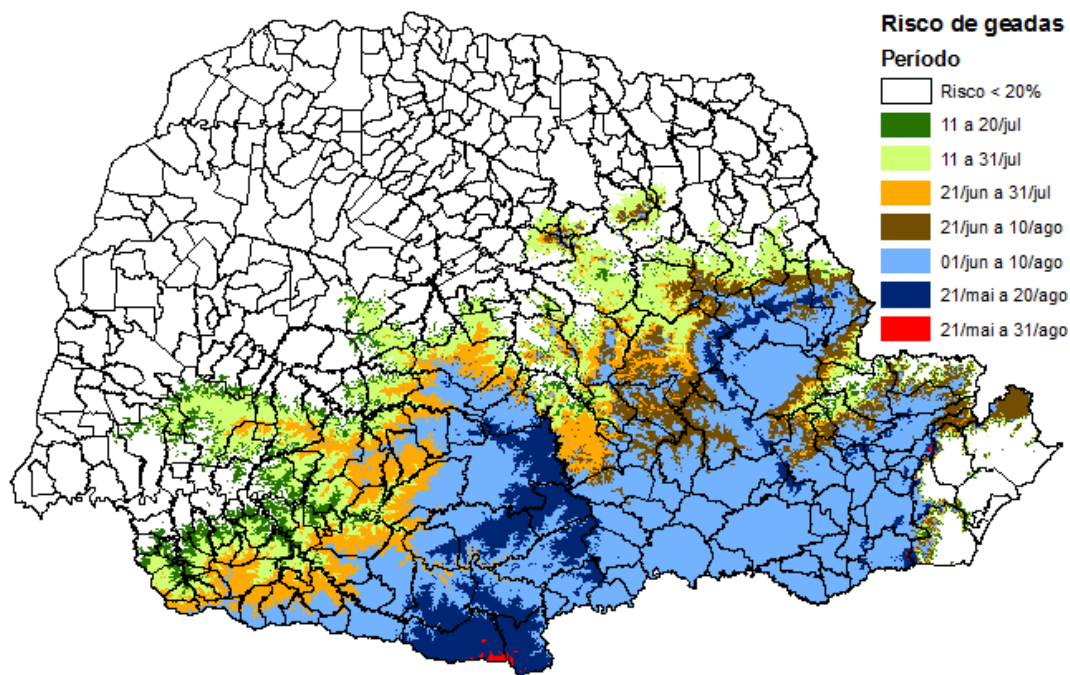 Risco de geadas
Período
Risco < 20%
11 a 20/jul
11 a 31/jul
21/jun a 31/jul
21/jun a 10/ago
01/jun a 10/ago
21/mai a 20/ago
21/mai a 31/ago